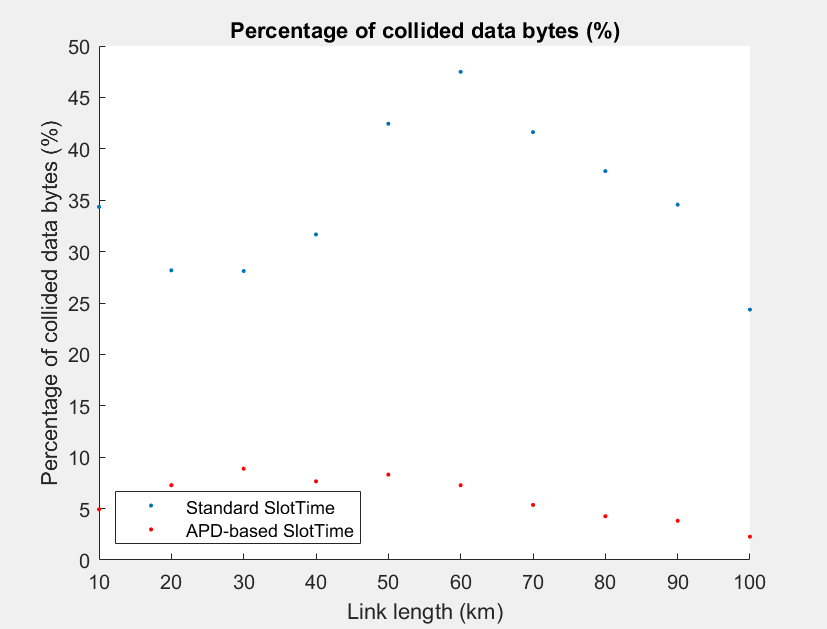 Percentage of collided data bytes (%)
Percentage of collided data bytes (%)
50
45
40
35
30
25
20
15
10
5
0
Standard SlotTime
APD-based SlotTime
10 20 30 40 50 60 70 80 90 100
Link length (km)